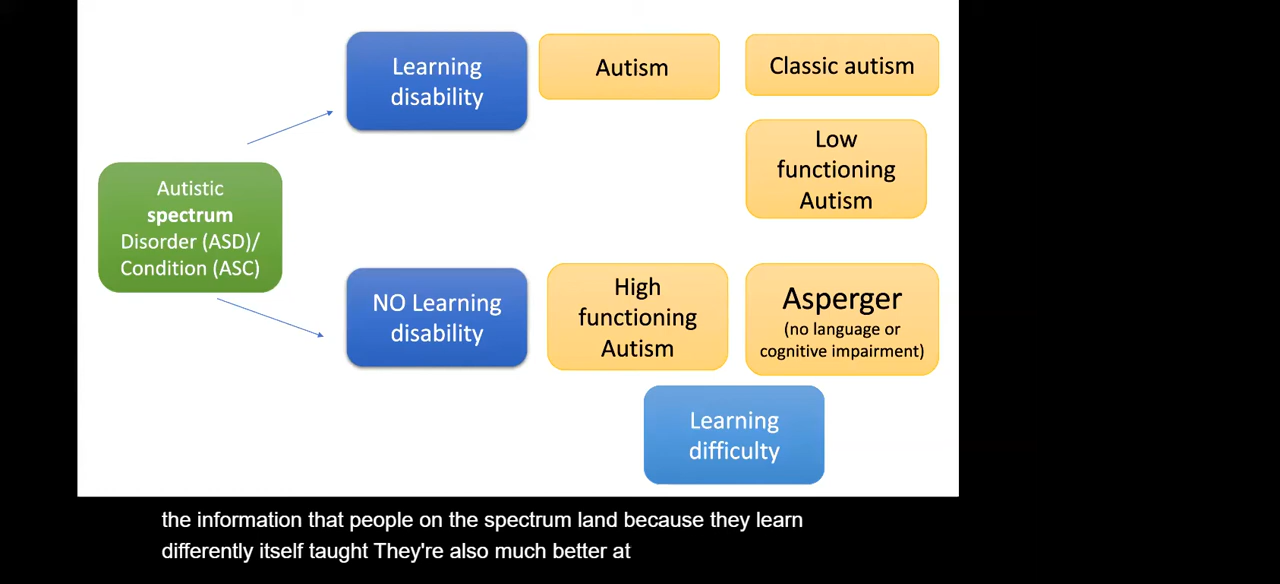 Learning
disability
Autism
Classic autism
Low
functioning
Autism
Autistic
spectrum
Disorder (ASD)/
Condition (ASC)
NO Learning
disability
High
functioning
Autism
Asperger
(no language or
cognitive impairment)
Learning
difficulty
the information that people on the spectrum land because they learn
differently itself taught They're also much better at